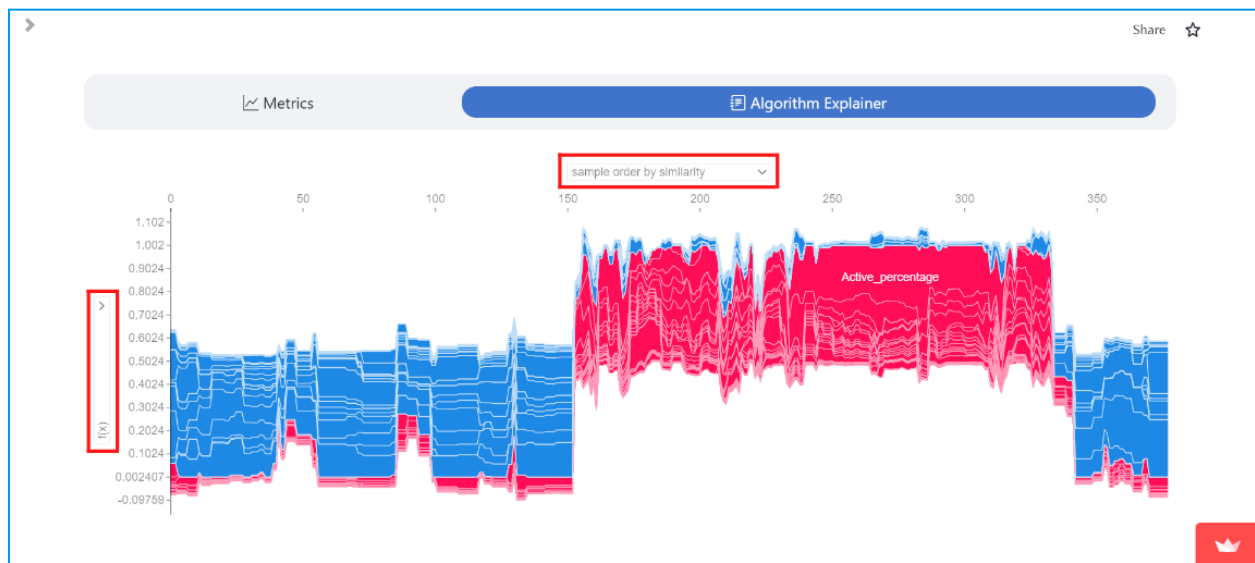 Share
Metrics
Algorithm Explainer
sample order by similarity
0 50 100 150 200 250 300 350
1.102
1.002
0.9024
0.8024
0.7024
0.6024
0.5024
0.4024
0.3024
0.2024
0.1024
0.002407
-0.09759
f(x)
Active_percentage